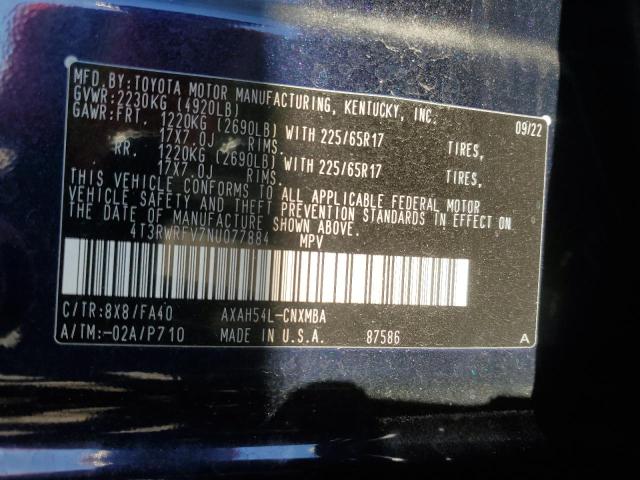 MFD.BY:TOYOTA MOTOR MANUFACTURING, KENTUCKY, INC.
GVWR:2230KG (4920LB) 09/22
GAWR:FRT. 1220KG (2690LB) WITH 225/65R17 TIRES,
17X7.0J RIMS.
RR. 1220KG (2690LB) WITH 225/65R17 TIRES,
17X7.0J RIMS.
THIS VEHICLE CONFORMS TO ALL APPLICABLE FEDERAL MOTOR
VEHICLE SAFETY AND THEFT PREVENTION STANDARDS IN EFFECT ON
THE DATE OF MANUFACTURE SHOWN ABOVE.
4T3RWRFV7NU077884 MPV
C/TR:8X8/FA40 AXAH54L-CNXMBA
A/TM:-02A/P710 MADE IN U.S.A. 87586 A